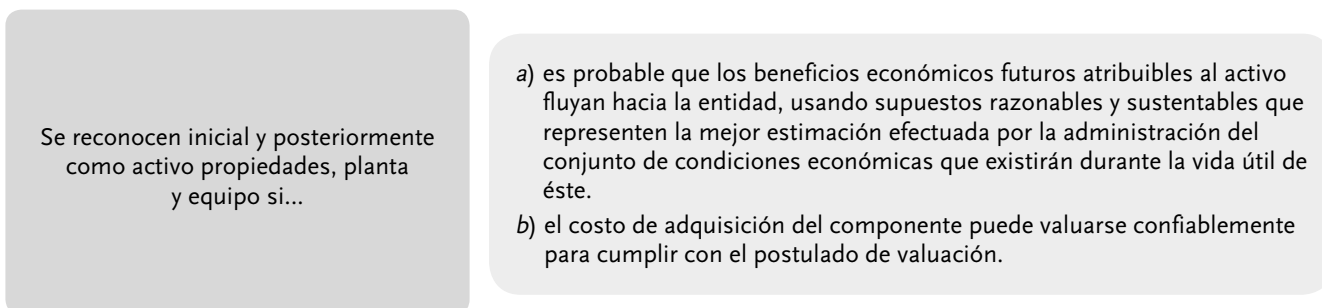 Se reconocen inicial y posteriormente
como activo propiedades, planta
y equipo si...
a) es probable que los beneficios económicos futuros atribuibles al activo
fluyan hacia la entidad, usando supuestos razonables y sustentables que
representen la mejor estimación efectuada por la administración del
conjunto de condiciones económicas que existirán durante la vida útil de
éste.
b) el costo de adquisición del componente puede valuarse confiablemente
para cumplir con el postulado de valuación.